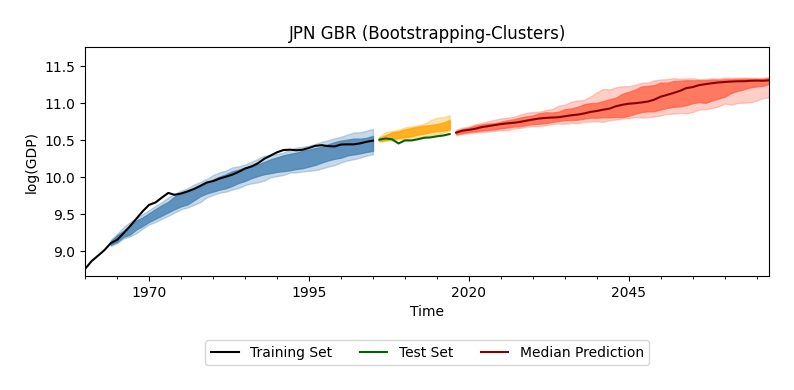 JPN GBR (Bootstrapping-Clusters)
11.5
11.0
10.5
10.0
9.5
9.0
log(GDP)
1970 1995 2020 2045
Time
Training Set Test Set Median Prediction